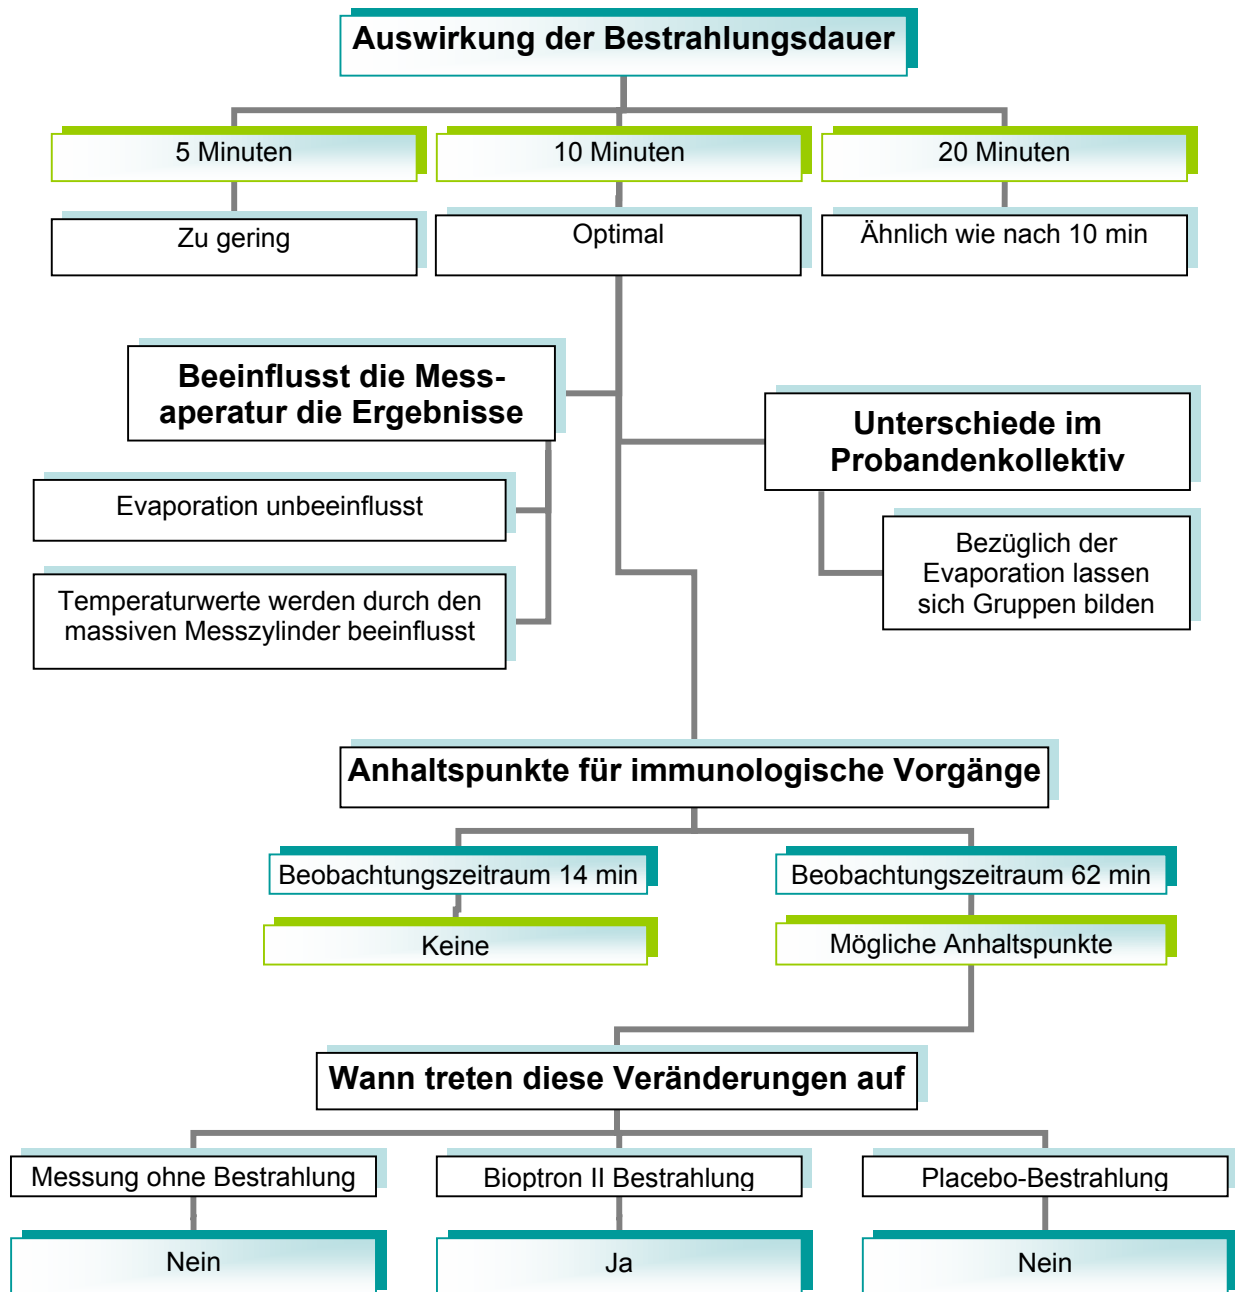 Auswirkung der Bestrahlungsdauer
5 Minuten
10 Minuten
20 Minuten
Zu gering
Optimal
Ähnlich wie nach 10 min
Beeinflusst die Mess-
aperatur die Ergebnisse
Unterschiede im
Probandenkollektiv
Evaporation unbeeinflusst
Bezüglich der
Evaporation lassen
sich Gruppen bilden
Temperaturwerte werden durch den
massiven Messzylinder beeinflusst
Anhaltspunkte für immunologische Vorgänge
Beobachtungszeitraum 14 min
Beobachtungszeitraum 62 min
Keine
Mögliche Anhaltspunkte
Wann treten diese Veränderungen auf
Messung ohne Bestrahlung
Bioptron II Bestrahlung
Placebo-Bestrahlung
Nein
Ja
Nein